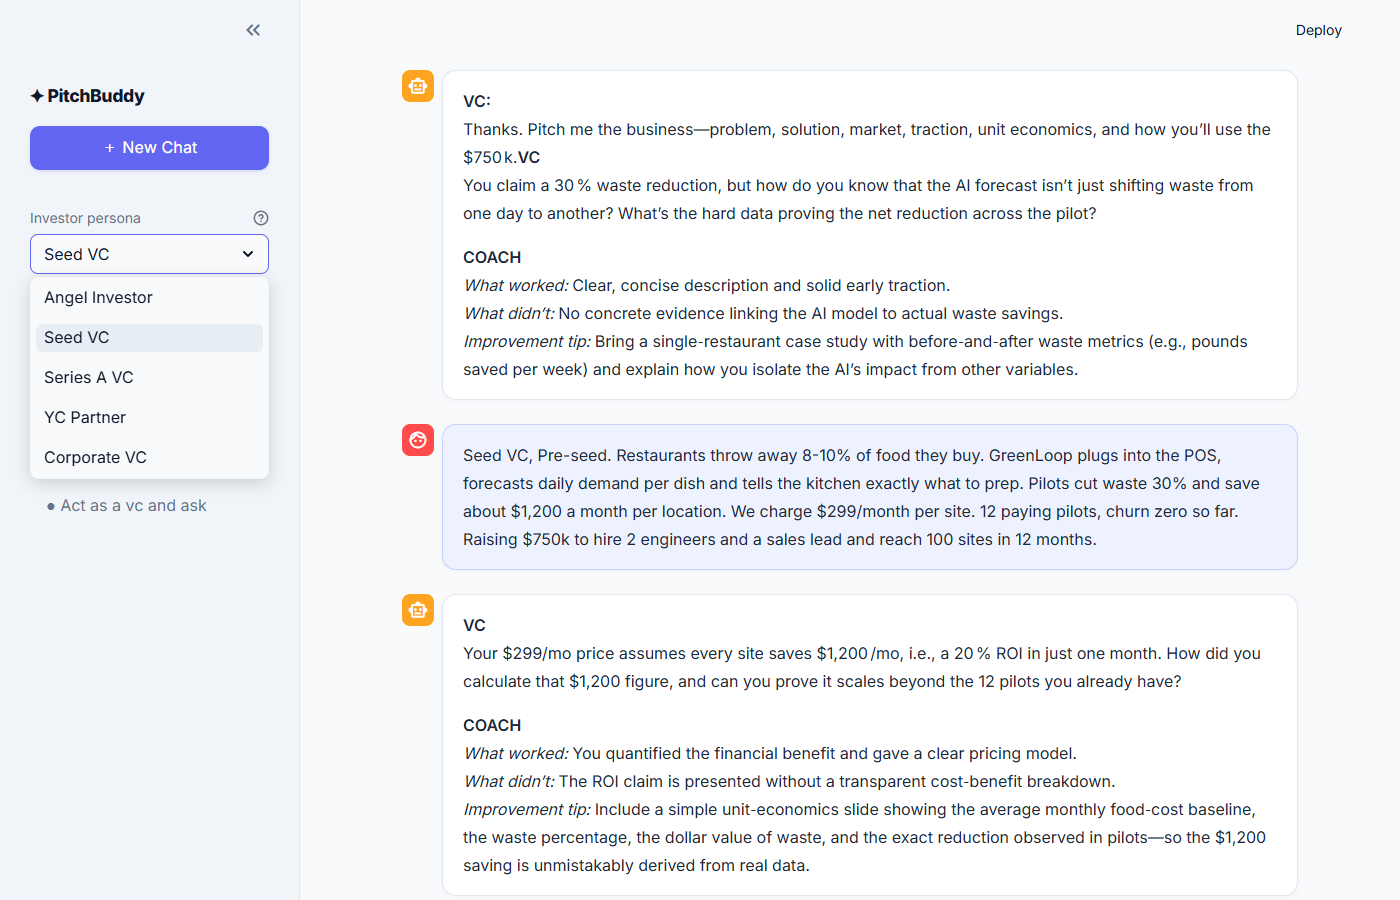 Deploy
✦ PitchBuddy
+ New Chat
Investor persona
Seed VC
Angel Investor
Seed VC
Series A VC
YC Partner
Corporate VC
● Act as a vc and ask
VC:
Thanks. Pitch me the business—problem, solution, market, traction, unit economics, and how you’ll use the
$750 k.VC
You claim a 30 % waste reduction, but how do you know that the AI forecast isn’t just shifting waste from
one day to another? What’s the hard data proving the net reduction across the pilot?
COACH
What worked: Clear, concise description and solid early traction.
What didn’t: No concrete evidence linking the AI model to actual waste savings.
Improvement tip: Bring a single-restaurant case study with before-and-after waste metrics (e.g., pounds
saved per week) and explain how you isolate the AI’s impact from other variables.
Seed VC, Pre-seed. Restaurants throw away 8-10% of food they buy. GreenLoop plugs into the POS,
forecasts daily demand per dish and tells the kitchen exactly what to prep. Pilots cut waste 30% and save
about $1,200 a month per location. We charge $299/month per site. 12 paying pilots, churn zero so far.
Raising $750k to hire 2 engineers and a sales lead and reach 100 sites in 12 months.
VC
Your $299/mo price assumes every site saves $1,200 /mo, i.e., a 20 % ROI in just one month. How did you
calculate that $1,200 figure, and can you prove it scales beyond the 12 pilots you already have?
COACH
What worked: You quantified the financial benefit and gave a clear pricing model.
What didn’t: The ROI claim is presented without a transparent cost-benefit breakdown.
Improvement tip: Include a simple unit-economics slide showing the average monthly food-cost baseline,
the waste percentage, the dollar value of waste, and the exact reduction observed in pilots—so the $1,200
saving is unmistakably derived from real data.